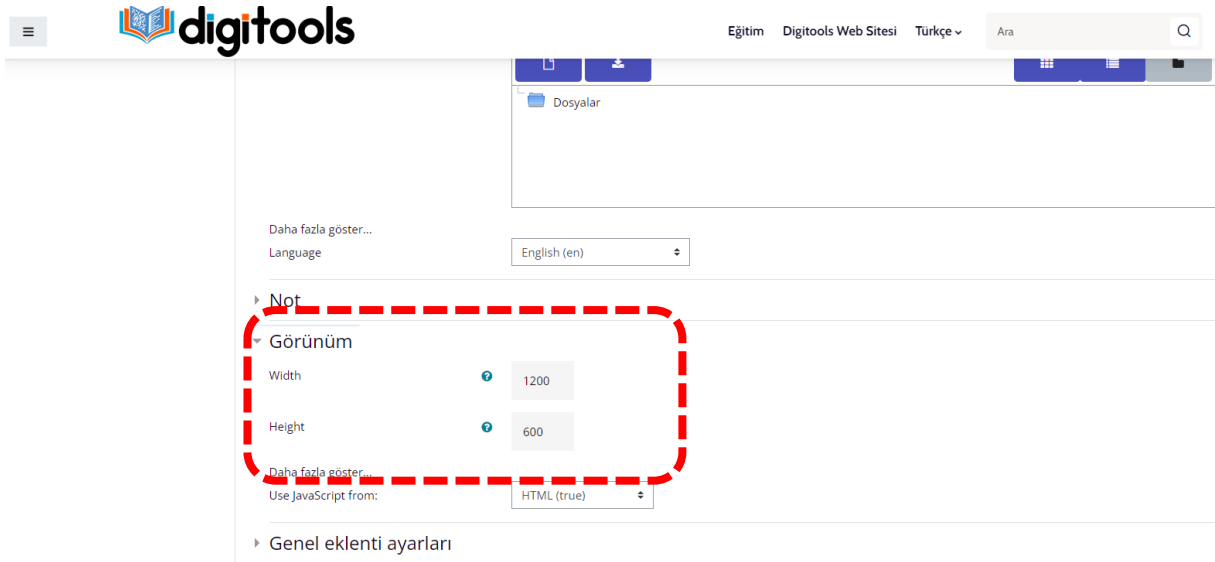 digitools
Eğitim Digitools Web Sitesi Türkçe Ara
Dosyalar
Daha fazla göster...
Language English (en)
Not
Görünüm
Width 1200
Height 600
Daha fazla göster...
Use JavaScript from: HTML (true)
Genel eklenti ayarları